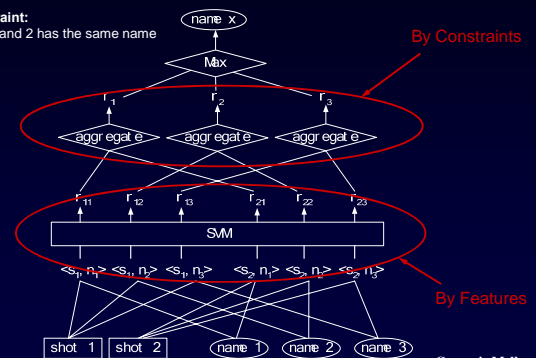 aint:
and 2 has the same name
name x
By Constraints
Max
r1 r2 r3
aggregate aggregate aggregate
r11 r12 r13 r21 r22 r23
SVM
<s1, n1> <s1, n2> <s1, n3> <s2, n1> <s2, n2> <s2, n3>
By Features
shot 1 shot 2 name 1 name 2 name 3